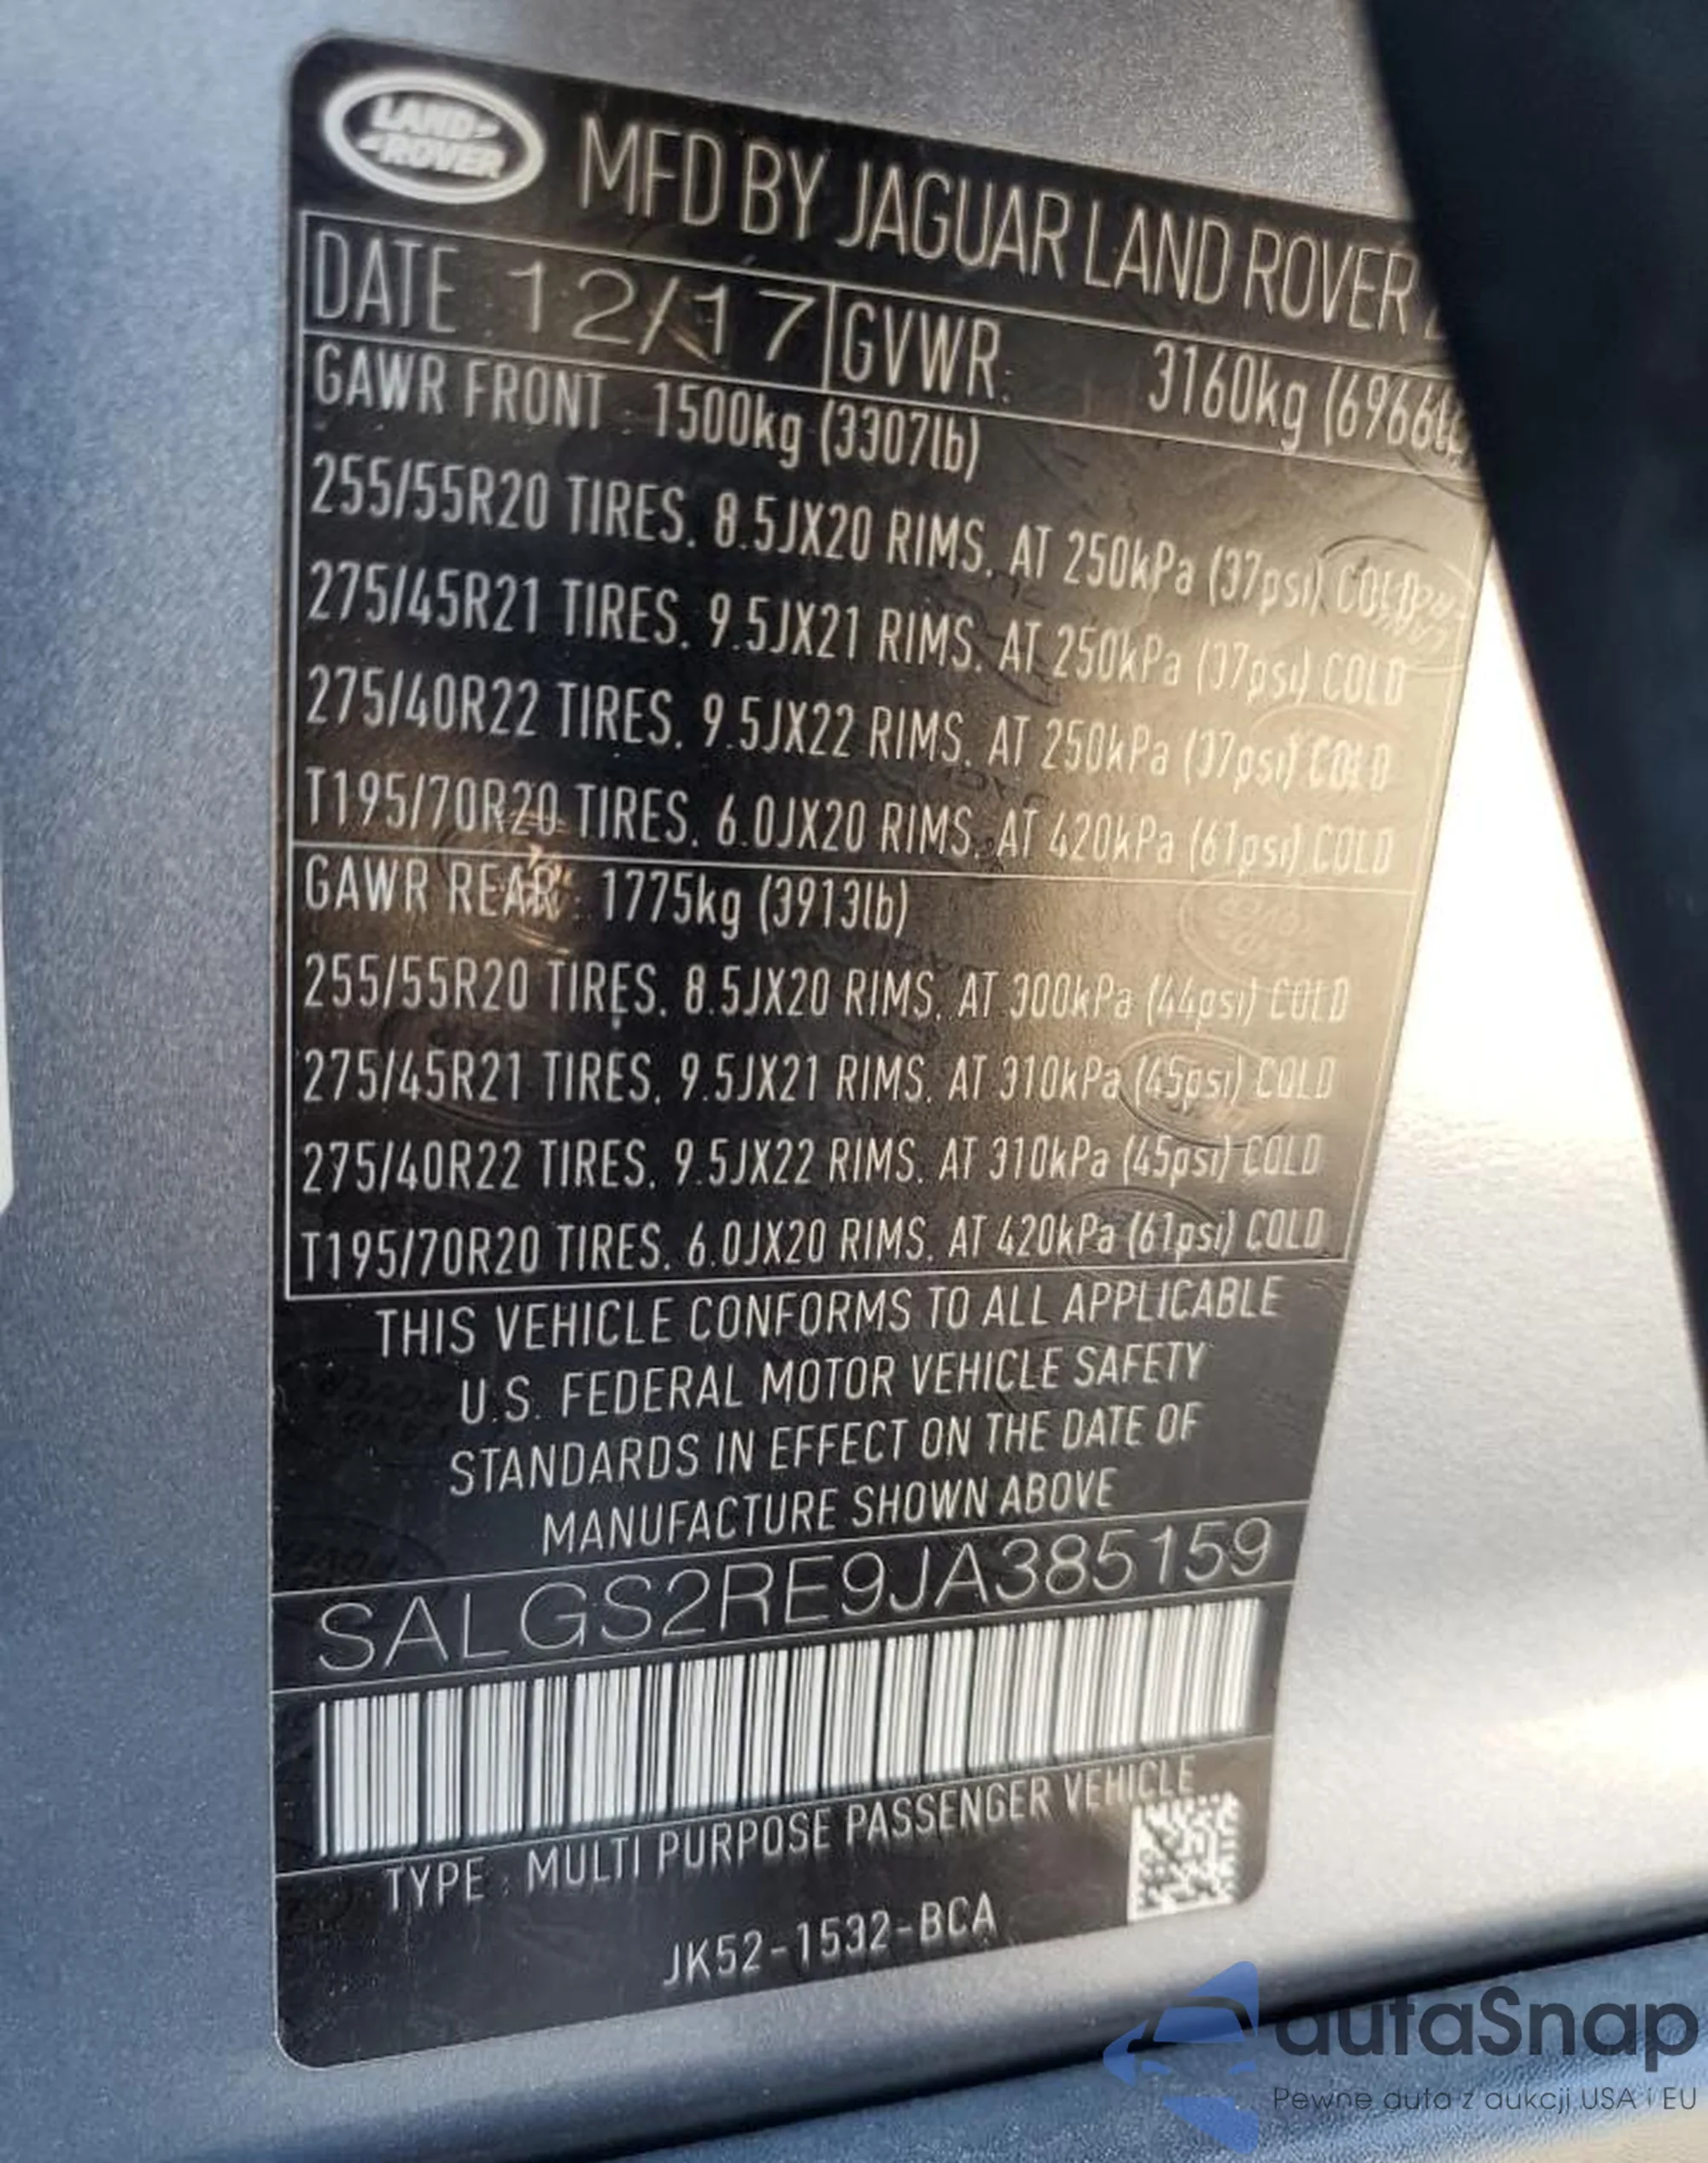 LAND ROVER
MFD BY JAGUAR LAND ROVER
DATE 12/17 GVWR: 3160kg (6966
GAWR FRONT : 1500kg (3307lb)
255/55R20 TIRES. 8.5JX20 RIMS. AT 250kPa (37psi) COLD
275/45R21 TIRES. 9.5JX21 RIMS. AT 250kPa (37psi) COLD
275/40R22 TIRES. 9.5JX22 RIMS. AT 250kPa (37psi) COLD
T195/70R20 TIRES. 6.0JX20 RIMS. AT 420kPa (61psi) COLD
GAWR REAR : 1775kg (3913lb)
255/55R20 TIRES. 8.5JX20 RIMS. AT 300kPa (44psi) COLD
275/45R21 TIRES. 9.5JX21 RIMS. AT 310kPa (45psi) COLD
275/40R22 TIRES. 9.5JX22 RIMS. AT 310kPa (45psi) COLD
T195/70R20 TIRES. 6.0JX20 RIMS. AT 420kPa (61psi) COLD
THIS VEHICLE CONFORMS TO ALL APPLICABLE
U.S. FEDERAL MOTOR VEHICLE SAFETY
STANDARDS IN EFFECT ON THE DATE OF
MANUFACTURE SHOWN ABOVE
SALGS2RE9JA385159
TYPE : MULTI PURPOSE PASSENGER VEHICLE
JK52-1532-BCA
autaSnap
Pewne auta z aukcji USA i EU